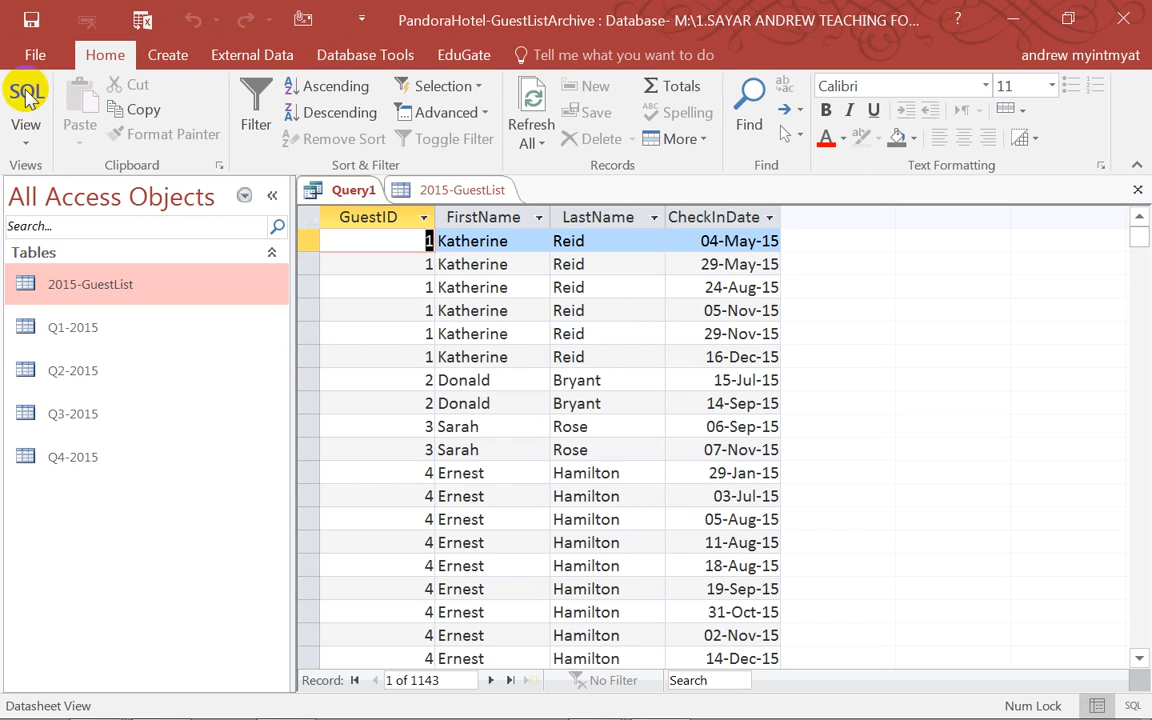 PandoraHotel-GuestListArchive : Database- M:\1.SAYAR ANDREW TEACHING FO... ?
File Home Create External Data Database Tools EduGate Tell me what you want to do andrew myintmyat
SQL View
Views
Paste Cut Copy Format Painter
Clipboard
Filter Ascending Descending Remove Sort Selection Advanced Toggle Filter
Sort & Filter
Refresh All New Save Delete Totals Spelling More
Records
Find
Find
Calibri 11
B I U A
Text Formatting
All Access Objects «
Search...
Tables
2015-GuestList
Q1-2015
Q2-2015
Q3-2015
Q4-2015
Query1 2015-GuestList
GuestID FirstName LastName CheckInDate
1 Katherine Reid 04-May-15
1 Katherine Reid 29-May-15
1 Katherine Reid 24-Aug-15
1 Katherine Reid 05-Nov-15
1 Katherine Reid 29-Nov-15
1 Katherine Reid 16-Dec-15
2 Donald Bryant 15-Jul-15
2 Donald Bryant 14-Sep-15
3 Sarah Rose 06-Sep-15
3 Sarah Rose 07-Nov-15
4 Ernest Hamilton 29-Jan-15
4 Ernest Hamilton 03-Jul-15
4 Ernest Hamilton 05-Aug-15
4 Ernest Hamilton 11-Aug-15
4 Ernest Hamilton 18-Aug-15
4 Ernest Hamilton 19-Sep-15
4 Ernest Hamilton 31-Oct-15
4 Ernest Hamilton 02-Nov-15
4 Ernest Hamilton 14-Dec-15
Record: 1 of 1143 No Filter Search
Datasheet View Num Lock SQL